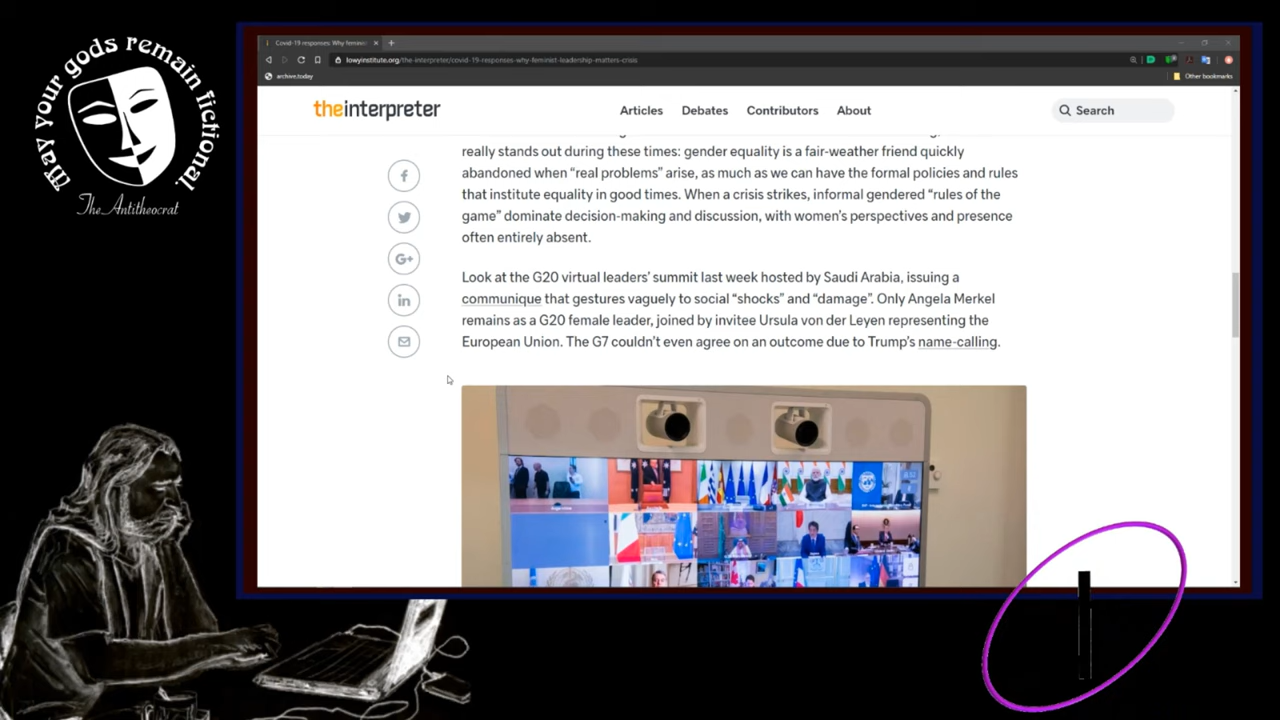 May your gods remain fictional.
The Antitheocrat
Covid-19 responses: Why feminis
lowyinstitute.org/the-interpreter/covid-19-responses-why-feminist-leadership-matters-crisis
archive.today
Other bookmarks
theinterpreter
Articles Debates Contributors About
Search
really stands out during these times: gender equality is a fair-weather friend quickly
abandoned when “real problems” arise, as much as we can have the formal policies and rules
that institute equality in good times. When a crisis strikes, informal gendered “rules of the
game” dominate decision-making and discussion, with women’s perspectives and presence
often entirely absent.
Look at the G20 virtual leaders’ summit last week hosted by Saudi Arabia, issuing a
communique that gestures vaguely to social “shocks” and “damage”. Only Angela Merkel
remains as a G20 female leader, joined by invitee Ursula von der Leyen representing the
European Union. The G7 couldn’t even agree on an outcome due to Trump’s name-calling.